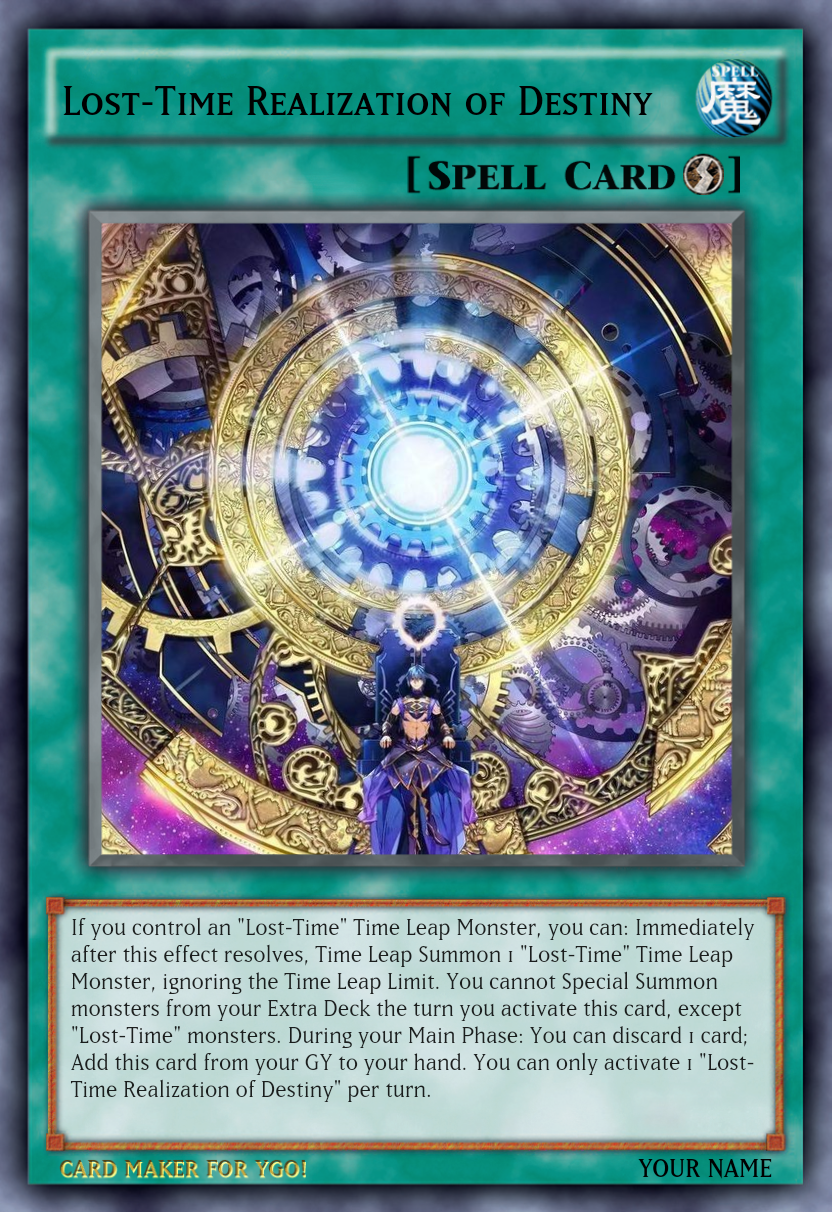 Lost-Time Realization of Destiny
SPELL
魔
[Spell Card]
If you control an "Lost-Time" Time Leap Monster, you can: Immediately
after this effect resolves, Time Leap Summon 1 "Lost-Time" Time Leap
Monster, ignoring the Time Leap Limit. You cannot Special Summon
monsters from your Extra Deck the turn you activate this card, except
"Lost-Time" monsters. During your Main Phase: You can discard 1 card;
Add this card from your GY to your hand. You can only activate 1 "Lost-
Time Realization of Destiny" per turn.
CARD MAKER FOR YGO!
YOUR NAME